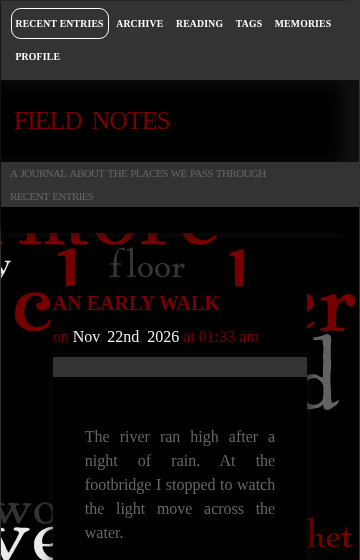 RECENT ENTRIES ARCHIVE READING TAGS MEMORIES
PROFILE
FIELD NOTES
A JOURNAL ABOUT THE PLACES WE PASS THROUGH
RECENT ENTRIES
floor
AN EARLY WALK
on Nov. 22nd, 2026 at 01:33 am
The river ran high after a
night of rain. At the
footbridge I stopped to watch
the light move across the
water.